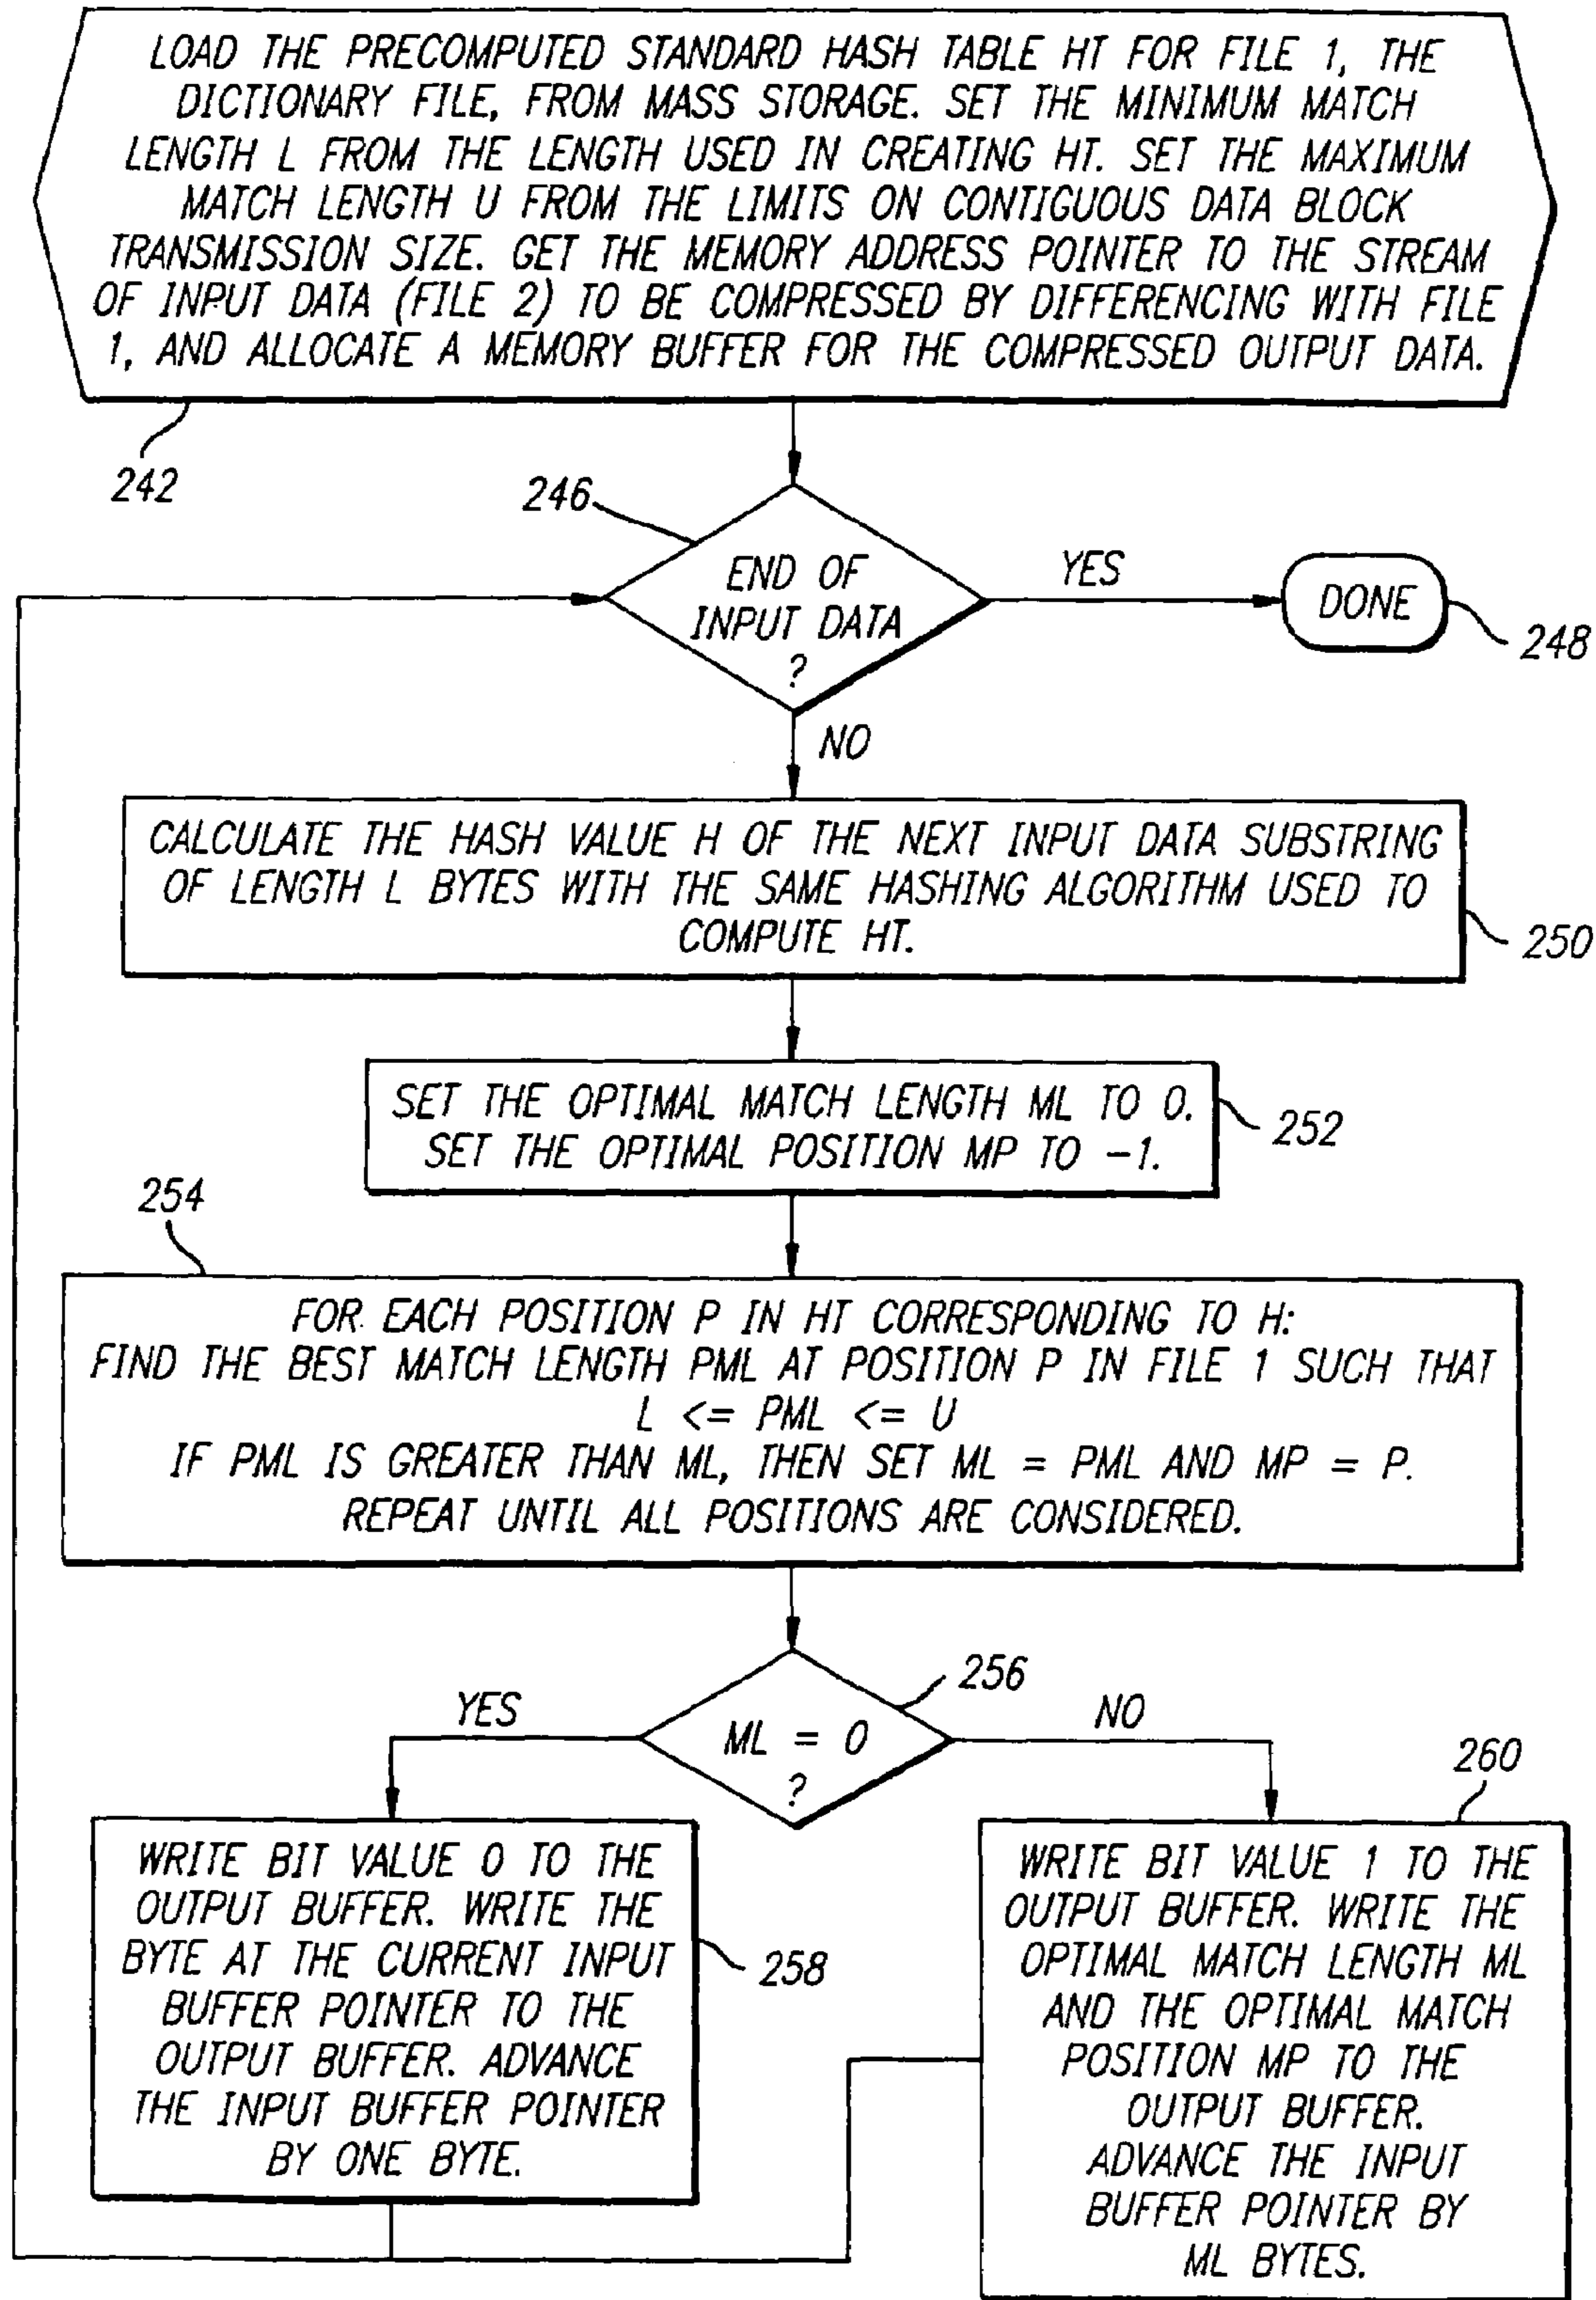 LOAD THE PRECOMPUTED STANDARD HASH TABLE HT FOR FILE 1, THE
DICTIONARY FILE, FROM MASS STORAGE. SET THE MINIMUM MATCH
LENGTH L FROM THE LENGTH USED IN CREATING HT. SET THE MAXIMUM
MATCH LENGTH U FROM THE LIMITS ON CONTIGUOUS DATA BLOCK
TRANSMISSION SIZE. GET THE MEMORY ADDRESS POINTER TO THE STREAM
OF INPUT DATA (FILE 2) TO BE COMPRESSED BY DIFFERENCING WITH FILE
1, AND ALLOCATE A MEMORY BUFFER FOR THE COMPRESSED OUTPUT DATA.
242
246
END OF
INPUT DATA
?
YES
DONE
248
NO
CALCULATE THE HASH VALUE H OF THE NEXT INPUT DATA SUBSTRING
OF LENGTH L BYTES WITH THE SAME HASHING ALGORITHM USED TO
COMPUTE HT.
250
SET THE OPTIMAL MATCH LENGTH ML TO 0.
SET THE OPTIMAL POSITION MP TO -1.
252
254
FOR EACH POSITION P IN HT CORRESPONDING TO H:
FIND THE BEST MATCH LENGTH PML AT POSITION P IN FILE 1 SUCH THAT
L <= PML <= U
IF PML IS GREATER THAN ML, THEN SET ML = PML AND MP = P.
REPEAT UNTIL ALL POSITIONS ARE CONSIDERED.
256
YES
ML = 0
?
NO
260
WRITE BIT VALUE 0 TO THE
OUTPUT BUFFER. WRITE THE
BYTE AT THE CURRENT INPUT
BUFFER POINTER TO THE
OUTPUT BUFFER. ADVANCE
THE INPUT BUFFER POINTER
BY ONE BYTE.
258
WRITE BIT VALUE 1 TO THE
OUTPUT BUFFER. WRITE THE
OPTIMAL MATCH LENGTH ML
AND THE OPTIMAL MATCH
POSITION MP TO THE
OUTPUT BUFFER.
ADVANCE THE INPUT
BUFFER POINTER BY
ML BYTES.